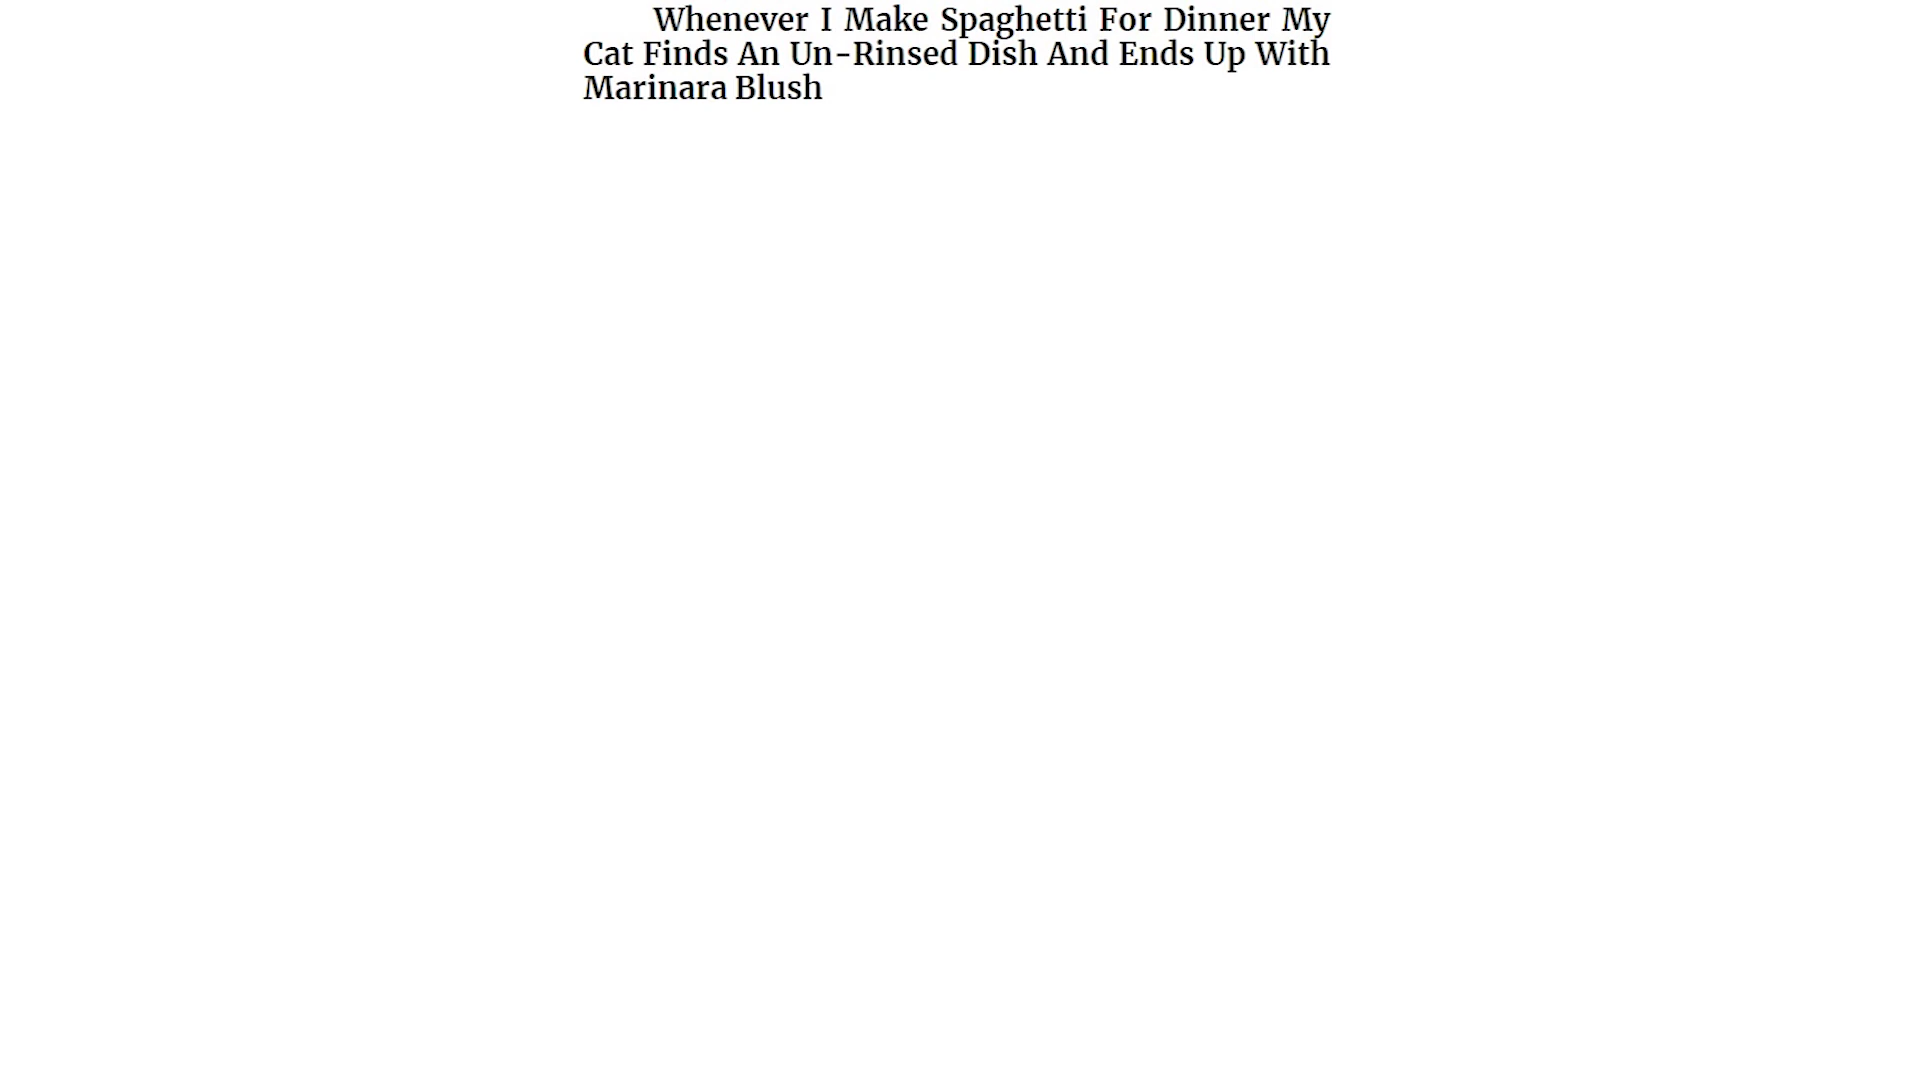 Whenever I Make Spaghetti For Dinner My
Cat Finds An Un-Rinsed Dish And Ends Up With
Marinara Blush